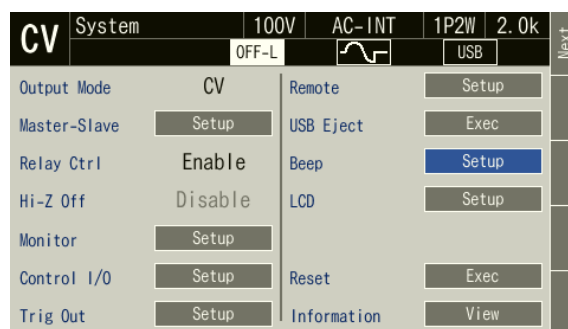 CV System 100V AC-INT 1P2W 2.0k
OFF-L USB
Next
Output Mode CV
Master-Slave Setup
Relay Ctrl Enable
Hi-Z Off Disable
Monitor Setup
Control I/O Setup
Trig Out Setup
Remote Setup
USB Eject Exec
Beep Setup
LCD Setup
Reset Exec
Information View